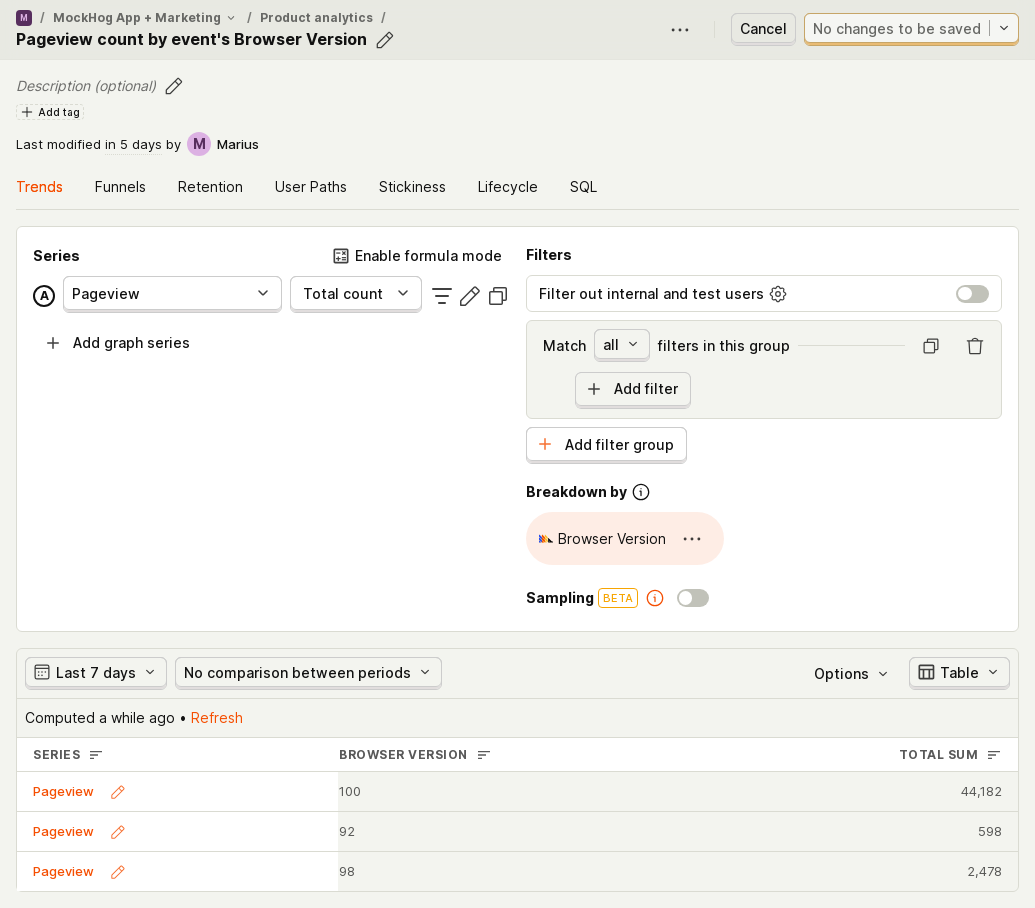 M / MockHog App + Marketing / Product analytics /
Pageview count by event's Browser Version
Cancel
No changes to be saved
Description (optional)
Add tag
Last modified in 5 days by M Marius
Trends Funnels Retention User Paths Stickiness Lifecycle SQL
Series
Enable formula mode
A Pageview Total count
Add graph series
Filters
Filter out internal and test users
Match all filters in this group
Add filter
Add filter group
Breakdown by
Browser Version
Sampling BETA
Last 7 days No comparison between periods Options Table
Computed a while ago • Refresh
SERIES BROWSER VERSION TOTAL SUM
Pageview 100 44,182
Pageview 92 598
Pageview 98 2,478